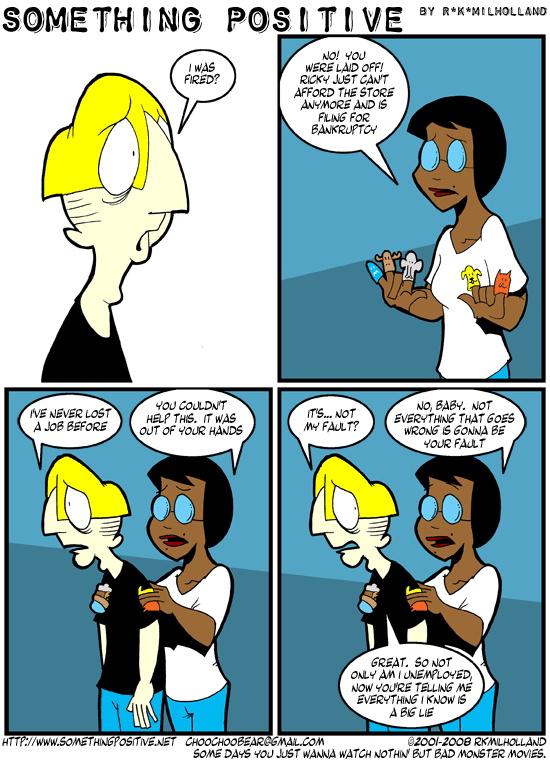 SOMETHING POSITIVE BY R*K*MILHOLLAND
I WAS
FIRED?
NO! YOU
WERE LAID OFF!
RICKY JUST CAN'T
AFFORD THE STORE
ANYMORE AND IS
FILING FOR
BANKRUPTCY
I'VE NEVER LOST
A JOB BEFORE
YOU COULDN'T
HELP THIS. IT WAS
OUT OF YOUR HANDS
IT'S... NOT
MY FAULT?
NO, BABY. NOT
EVERYTHING THAT GOES
WRONG IS GONNA BE
YOUR FAULT
GREAT. SO NOT
ONLY AM I UNEMPLOYED,
NOW YOU'RE TELLING ME
EVERYTHING I KNOW IS
A BIG LIE
HTTP://WWW.SOMETHINGPOSITIVE.NET CHOOCHOOBEAR@GMAIL.COM ©2001-2008 RKMILHOLLAND
SOME DAYS YOU JUST WANNA WATCH NOTHIN' BUT BAD MONSTER MOVIES.